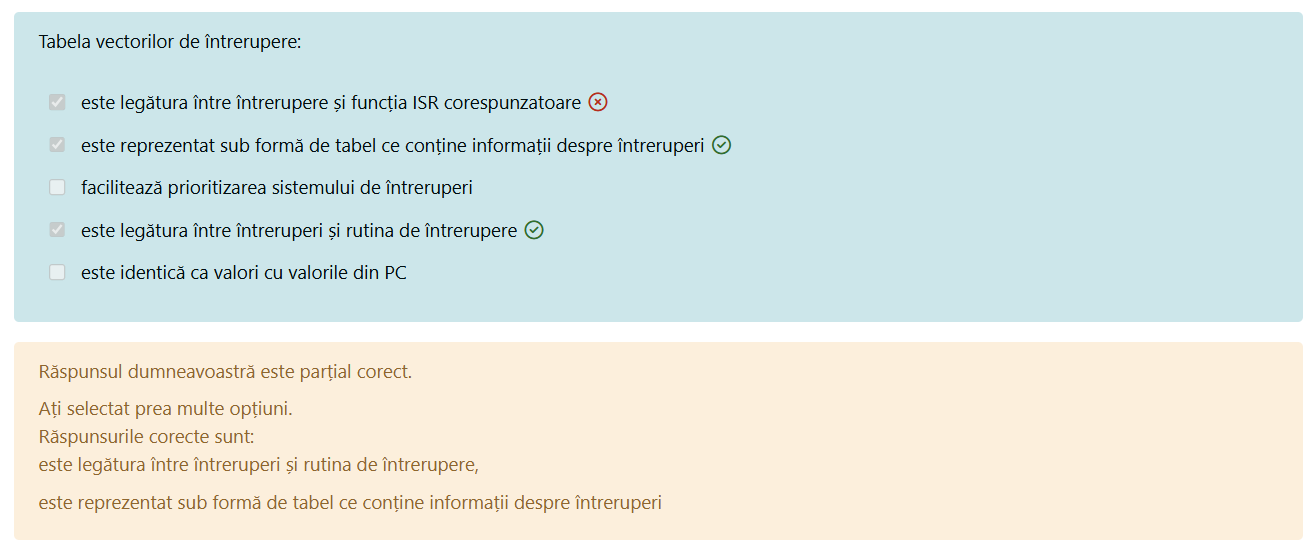 Tabela vectorilor de întrerupere:
este legătura între întrerupere și funcția ISR corespunzatoare
este reprezentat sub formă de tabel ce conține informații despre întreruperi
facilitează prioritizarea sistemului de întreruperi
este legătura între întreruperi și rutina de întrerupere
este identică ca valori cu valorile din PC
Răspunsul dumneavoastră este parțial corect.
Ați selectat prea multe opțiuni.
Răspunsurile corecte sunt:
este legătura între întreruperi și rutina de întrerupere,
este reprezentat sub formă de tabel ce conține informații despre întreruperi